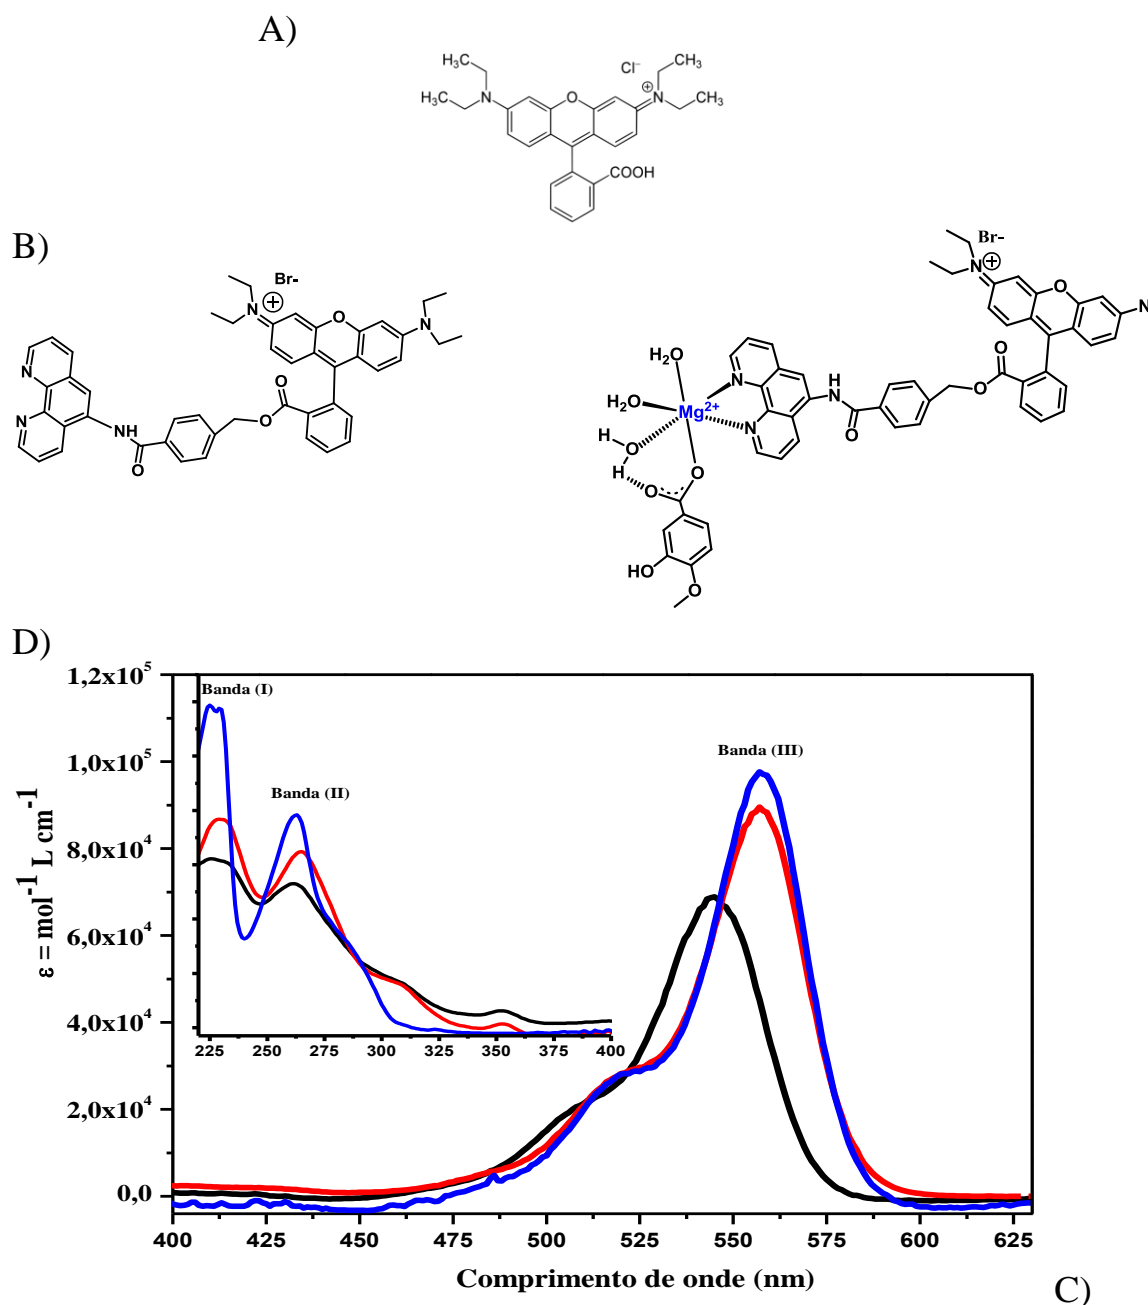 A)
H₃C CH₃
Cl⁻
H₃C N O N⊕ CH₃
COOH
B)
Br-
N⊕ O N
N
N
NH
O
O
O
Br-
N⊕ O N
H₂O
H₂O
Mg²⁺
N
N
NH
O
O
O
H O
H
O O
HO
O
D)
Banda (I)
Banda (II)
Banda (III)
1,2x10⁵
1,0x10⁵
8,0x10⁴
6,0x10⁴
4,0x10⁴
2,0x10⁴
0,0
ε = mol⁻¹ L cm⁻¹
225 250 275 300 325 350 375 400
400 425 450 475 500 525 550 575 600 625
Comprimento de onde (nm)
C)